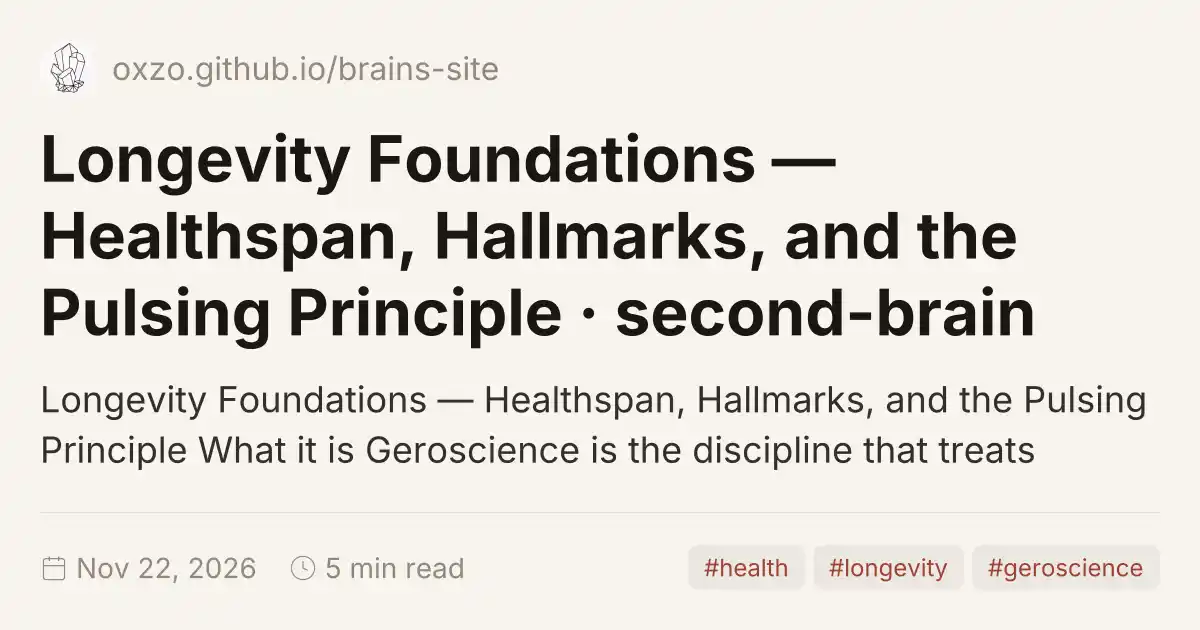 oxzo.github.io/brains-site
Longevity Foundations —
Healthspan, Hallmarks, and the
Pulsing Principle · second-brain
Longevity Foundations — Healthspan, Hallmarks, and the Pulsing
Principle What it is Geroscience is the discipline that treats
Nov 22, 2026 5 min read #health #longevity #geroscience